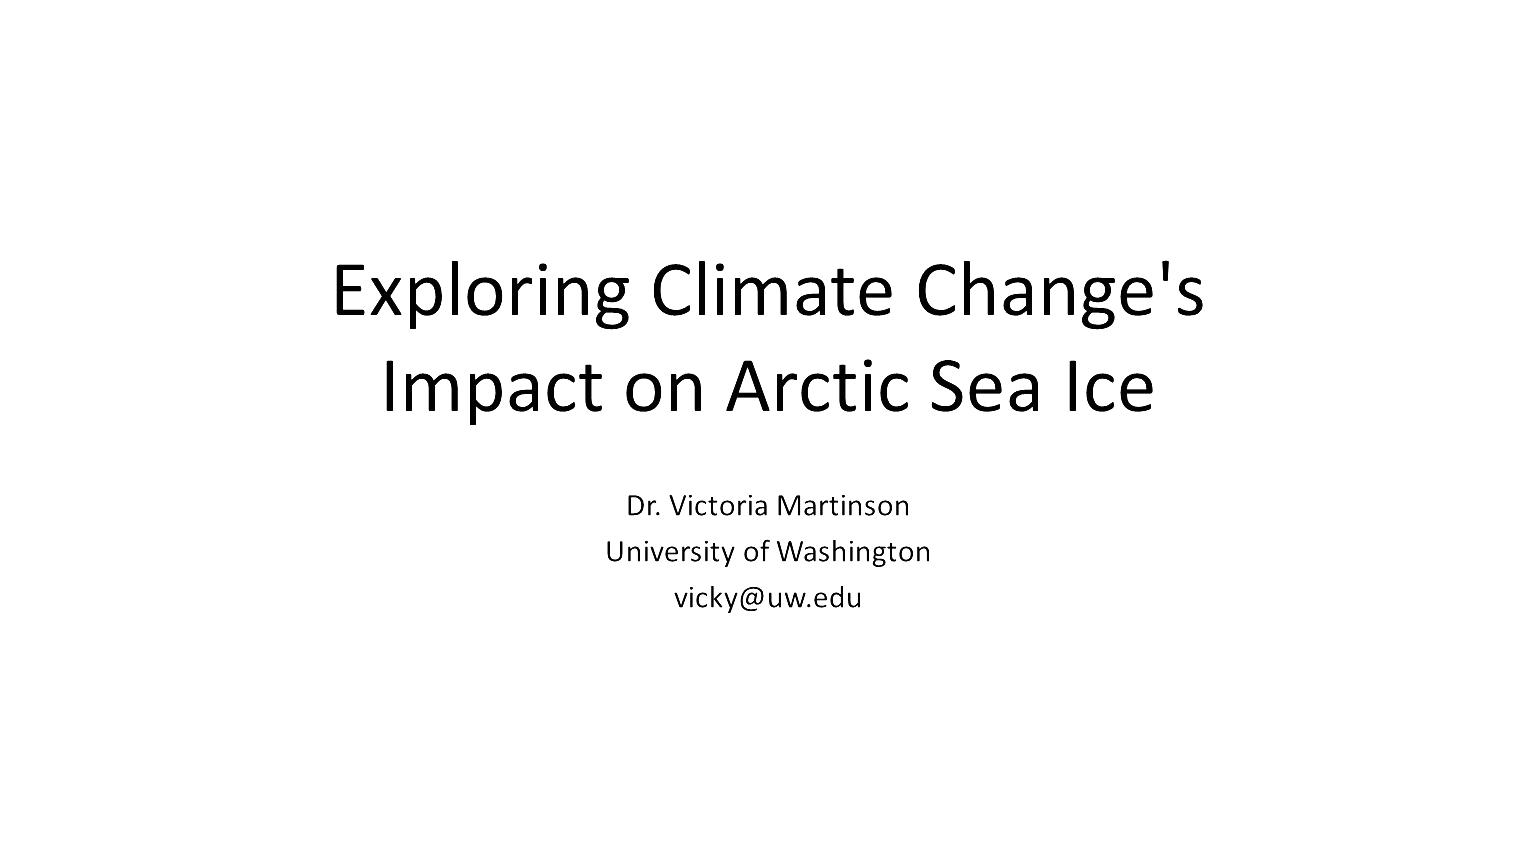 Exploring Climate Change's
Impact on Arctic Sea Ice
Dr. Victoria Martinson
University of Washington
vicky@uw.edu